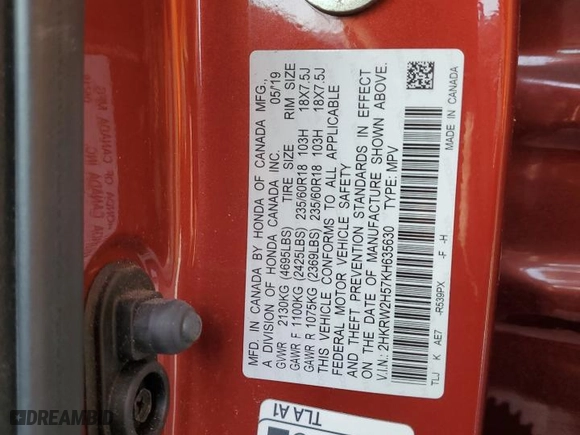 MFD. IN CANADA BY HONDA OF CANADA MFG.,
A DIVISION OF HONDA CANADA INC. 05/19
GVWR 2130KG (4695LBS) TIRE SIZE RIM SIZE
GAWR F 1100KG (2425LBS) 235/60R18 103H 18X7.5J
GAWR R 1075KG (2369LBS) 235/60R18 103H 18X7.5J
THIS VEHICLE CONFORMS TO ALL APPLICABLE
FEDERAL MOTOR VEHICLE SAFETY
AND THEFT PREVENTION STANDARDS IN EFFECT
ON THE DATE OF MANUFACTURE SHOWN ABOVE.
V.I.N.: 2HKRW2H57KH635630 TYPE: MPV
TLJ K AE7 -R539PX -F -H
MADE IN CANADA
TLA A1
DREAMBID